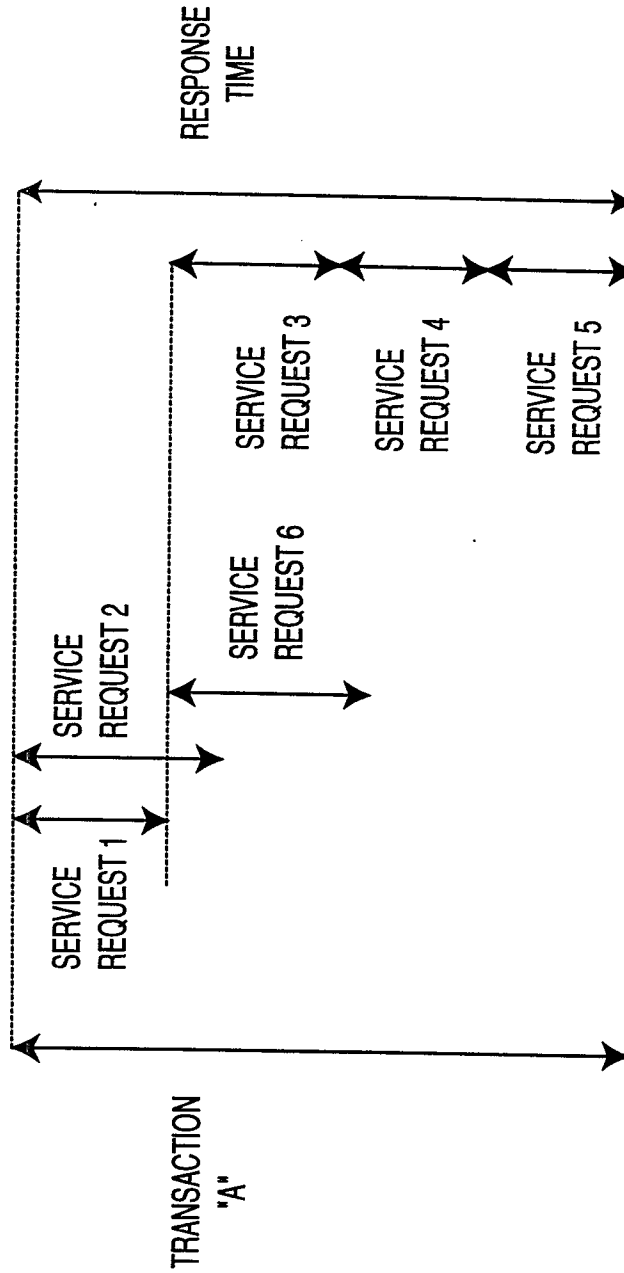 TRANSACTION
"A"
SERVICE
REQUEST 1
SERVICE
REQUEST 2
SERVICE
REQUEST 6
SERVICE
REQUEST 3
SERVICE
REQUEST 4
SERVICE
REQUEST 5
RESPONSE
TIME